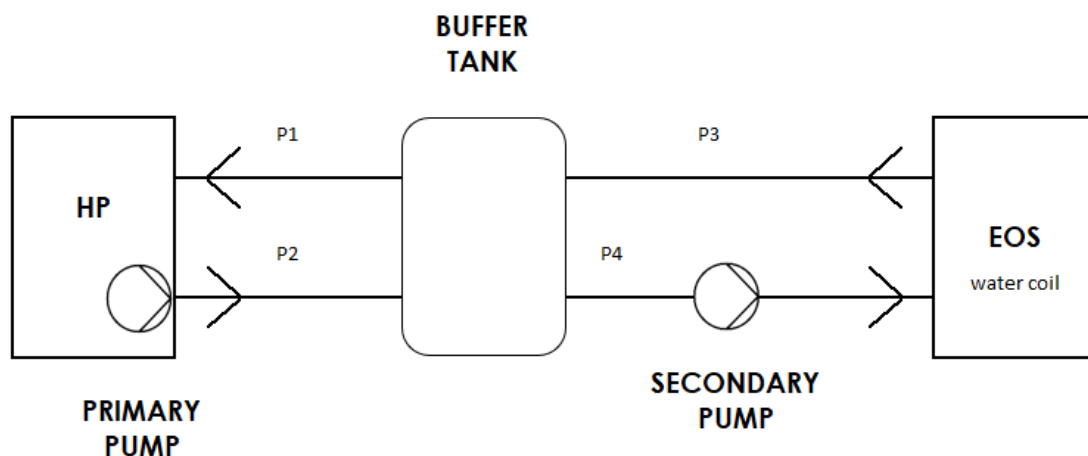 BUFFER
TANK
P1
P3
HP
EOS
P2
P4
water coil
SECONDARY
PUMP
PRIMARY
PUMP